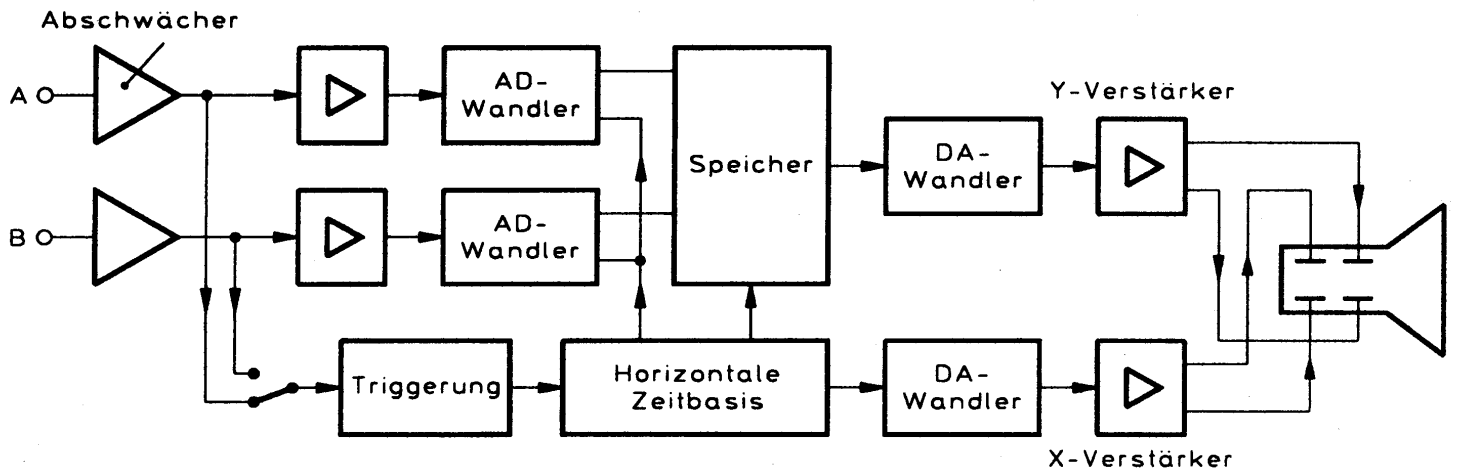 Abschwächer
A
AD-
Wandler
Y-Verstärker
Speicher
DA-
Wandler
B
AD-
Wandler
Triggerung
Horizontale
Zeitbasis
DA-
Wandler
X-Verstärker